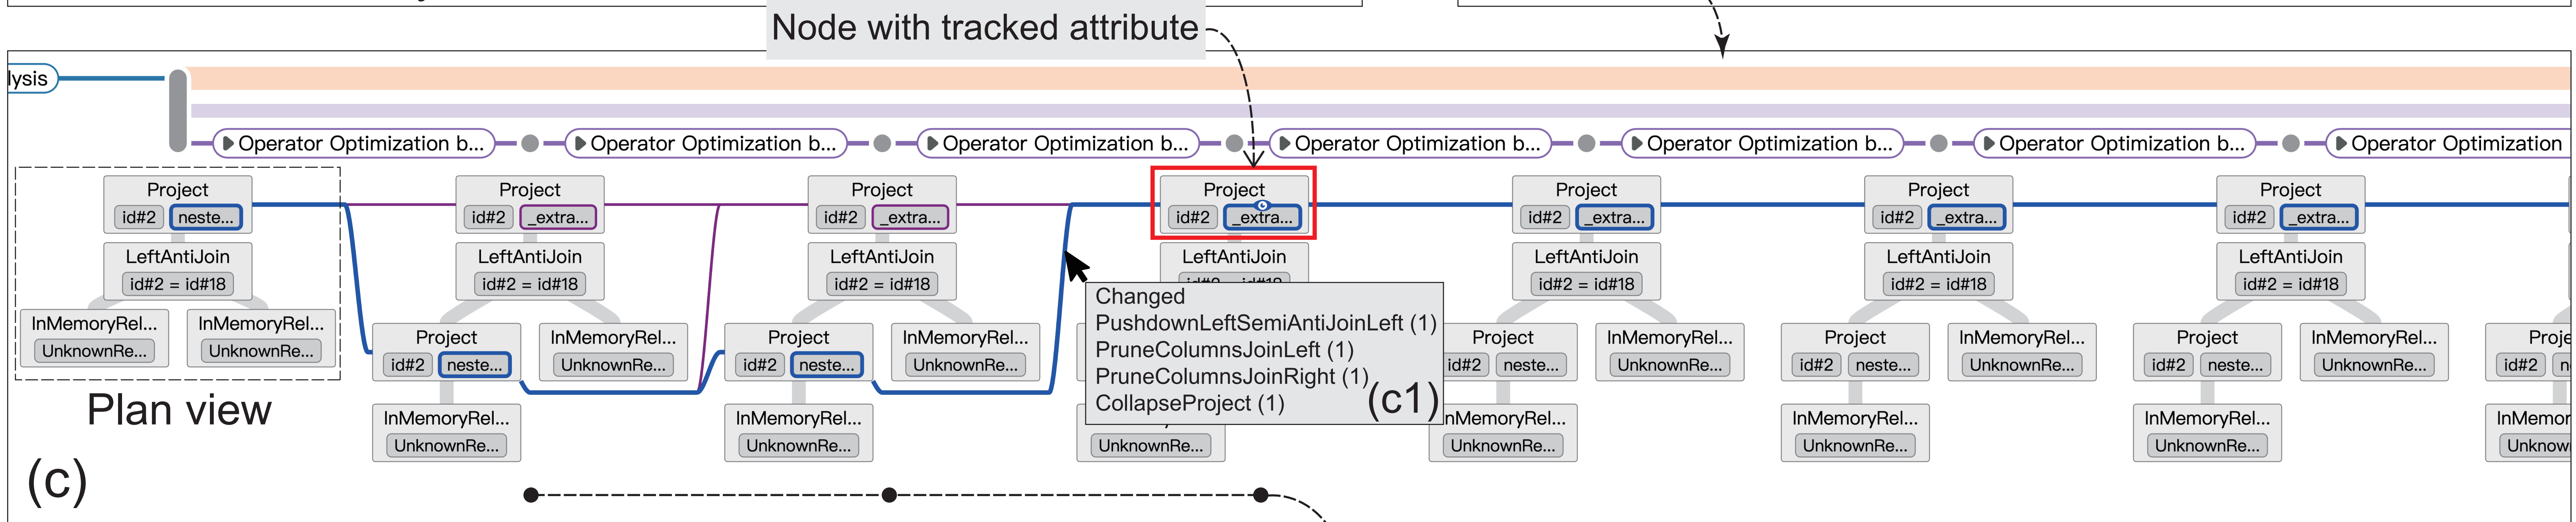 Node with tracked attribute
lysis
Operator Optimization b...
Operator Optimization b...
Operator Optimization b...
Operator Optimization b...
Operator Optimization b...
Operator Optimization b...
Operator Optimization
Project
id#2 neste...
LeftAntiJoin
id#2 = id#18
InMemoryRel...
UnknownRe...
InMemoryRel...
UnknownRe...
Plan view
(c)
Project
id#2 _extra...
LeftAntiJoin
id#2 = id#18
Project
id#2 neste...
InMemoryRel...
UnknownRe...
InMemoryRel...
UnknownRe...
Project
id#2 _extra...
LeftAntiJoin
id#2 = id#18
Project
id#2 neste...
InMemoryRel...
UnknownRe...
InMemoryRel...
UnknownRe...
Project
id#2 _extra...
LeftAntiJoin
id#2 = id#18
Changed
PushdownLeftSemiAntiJoinLeft (1)
PruneColumnsJoinLeft (1)
PruneColumnsJoinRight (1)
CollapseProject (1)
(c1)
UnknownRe...
Project
id#2 _extra...
LeftAntiJoin
id#2 = id#18
Project
id#2 neste...
InMemoryRel...
UnknownRe...
nMemoryRel...
UnknownRe...
Project
id#2 _extra...
LeftAntiJoin
id#2 = id#18
Project
id#2 neste...
InMemoryRel...
UnknownRe...
InMemoryRel...
UnknownRe...
Project
id#2 _extra...
LeftAntiJoin
id#2 = id#18
Project
id#2 neste...
InMemoryRel...
UnknownRe...
InMemoryRel...
UnknownRe...
Proje
id#2 n
InMemor
Unknow